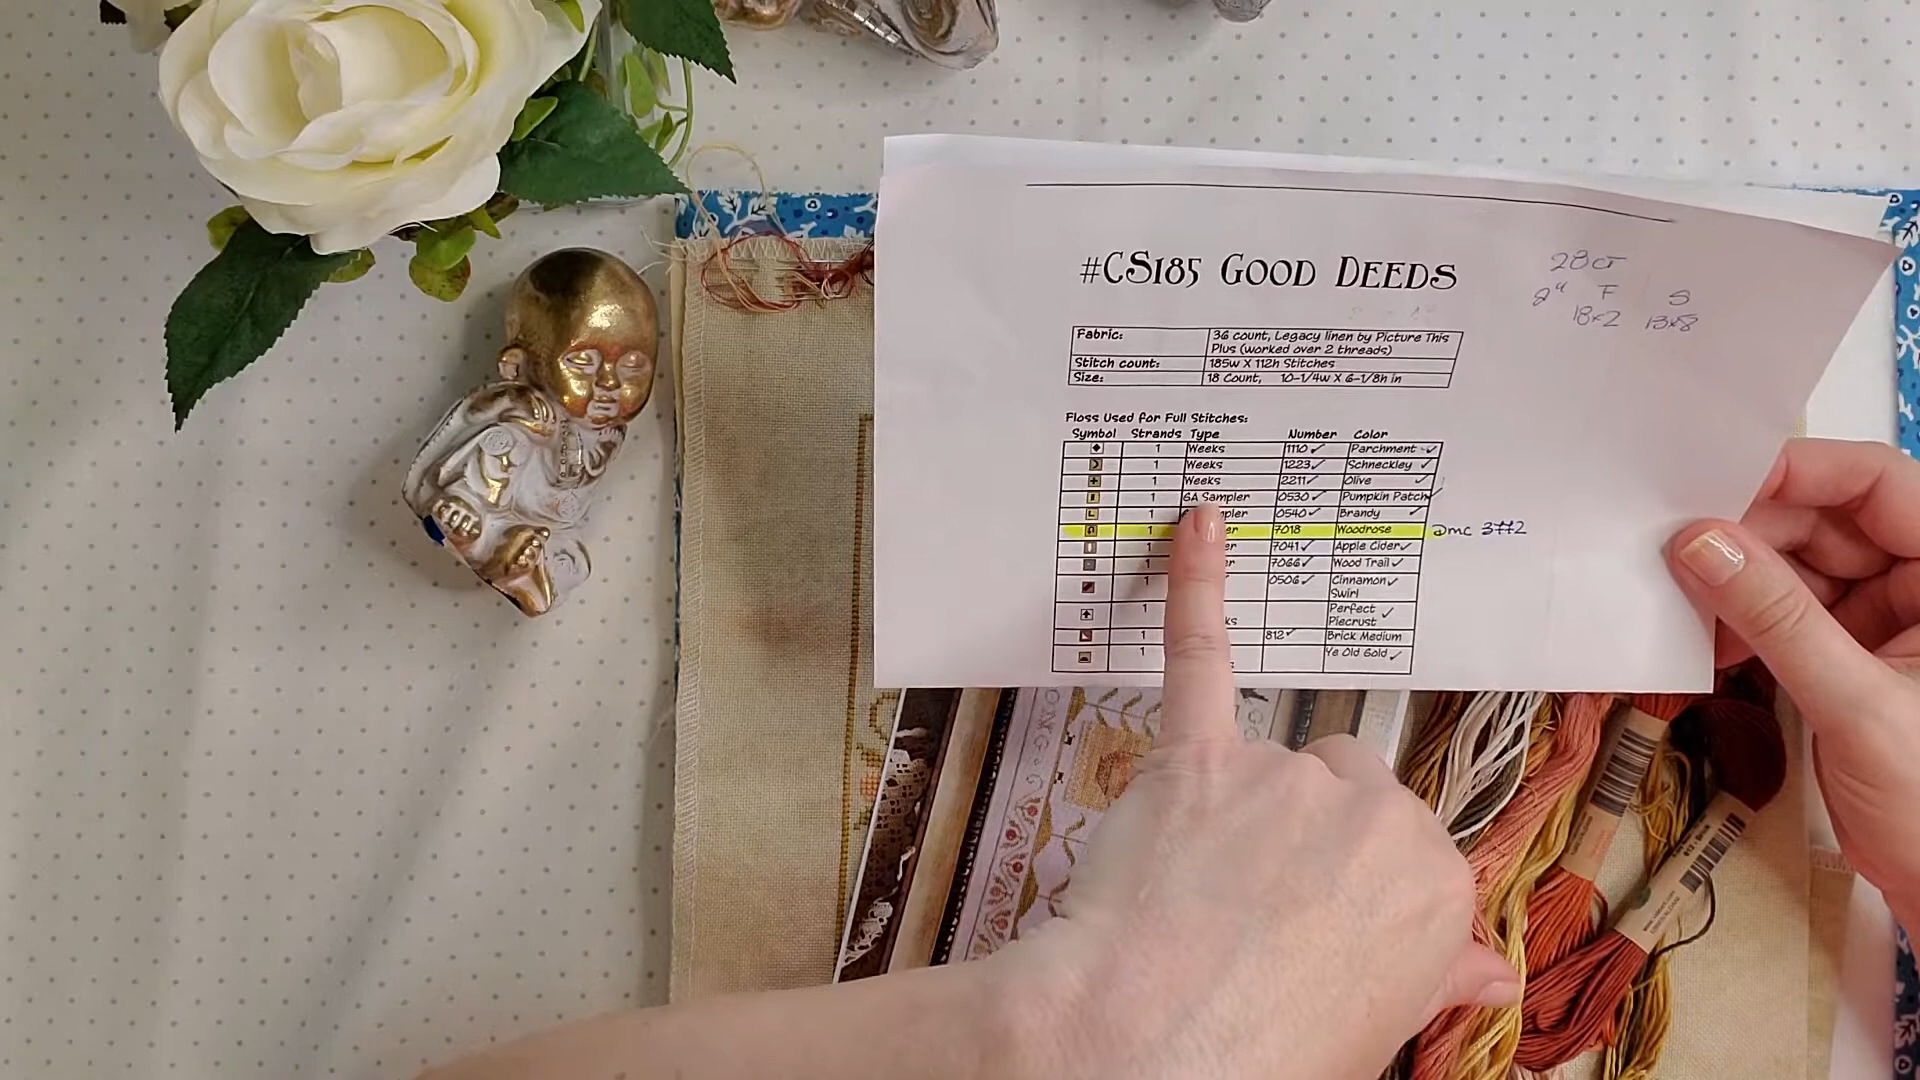 #CS185 GOOD DEEDS
28 CT
2" F S
18x2 13x8
Fabric: 36 count, Legacy linen by Picture This
Plus (worked over 2 threads)
Stitch count: 185w X 112h Stitches
Size: 18 Count, 10-1/4w X 6-1/8h in
Floss Used for Full Stitches:
Symbol Strands Type Number Color
1 Weeks 1110 ✓ Parchment ✓
1 Weeks 1223 ✓ Schneckley ✓
1 Weeks 2211 ✓ Olive ✓
1 GA Sampler 0530 ✓ Pumpkin Patch ✓
1 0540 ✓ Brandy ✓
1 7018 Woodrose DMC
1 7041 ✓ Apple Cider ✓
1 7066 ✓ Wood Trail ✓
1 0506 ✓ Cinnamon ✓
Swirl
1 Perfect ✓
Piecrust
1 812 ✓ Brick Medium
1 Ye Old Gold ✓